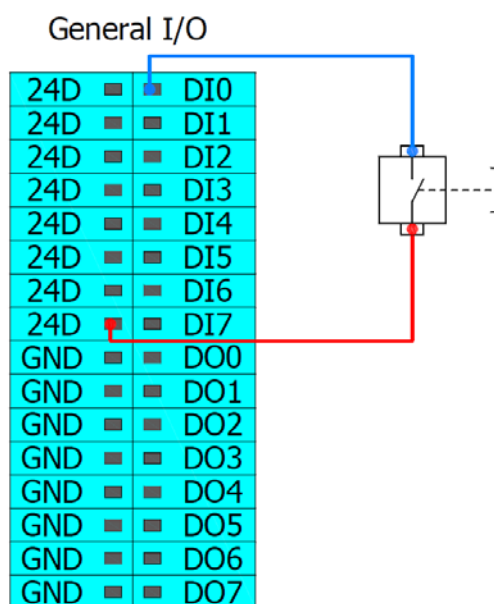 General I/O
24D DI0
24D DI1
24D DI2
24D DI3
24D DI4
24D DI5
24D DI6
24D DI7
GND DO0
GND DO1
GND DO2
GND DO3
GND DO4
GND DO5
GND DO6
GND DO7